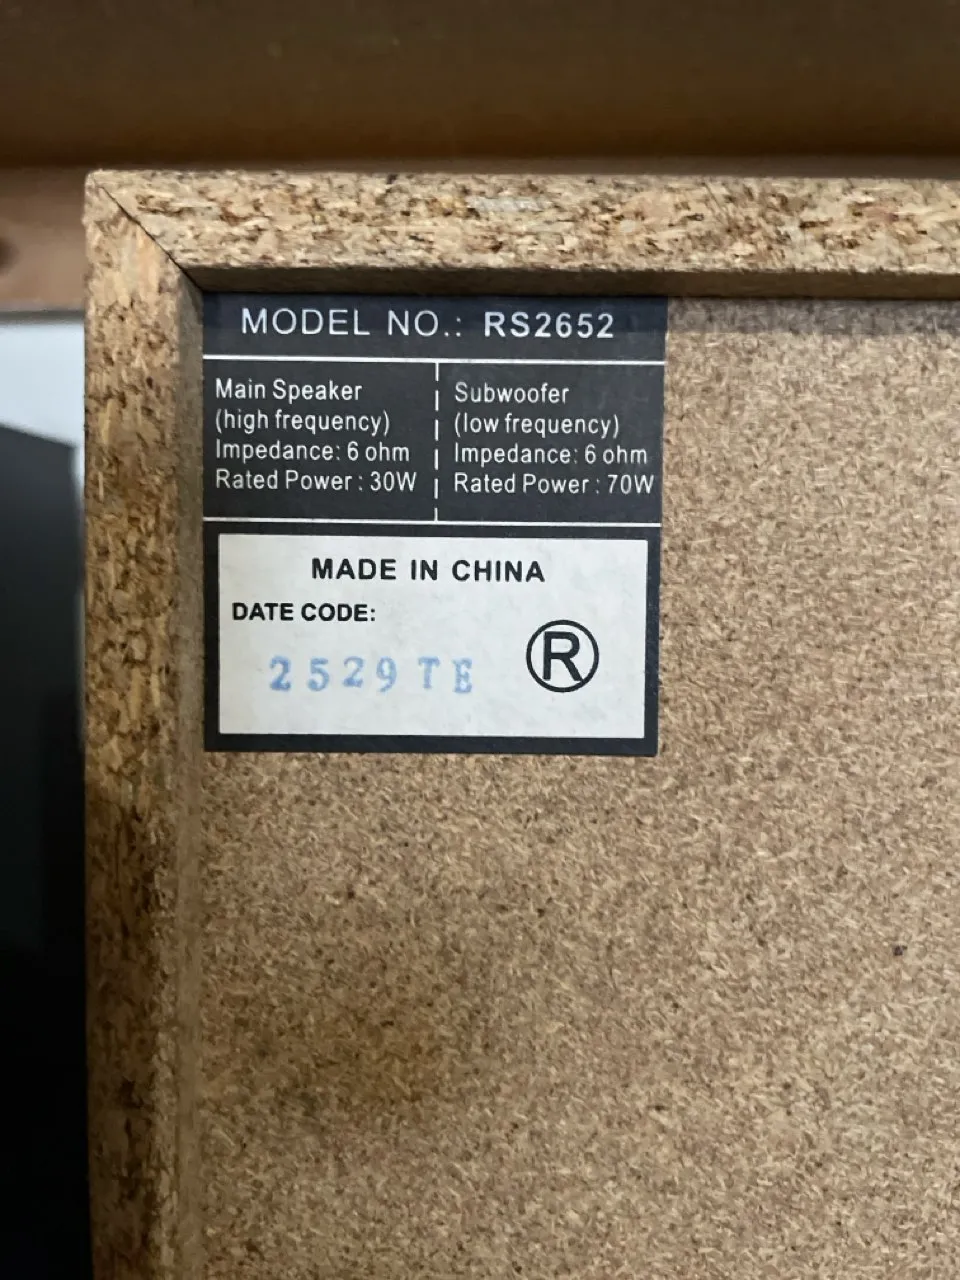 MODEL NO.: RS2652
Main Speaker
(high frequency)
Impedance: 6 ohm
Rated Power : 30W
Subwoofer
(low frequency)
Impedance: 6 ohm
Rated Power : 70W
MADE IN CHINA
DATE CODE:
2529TE
®